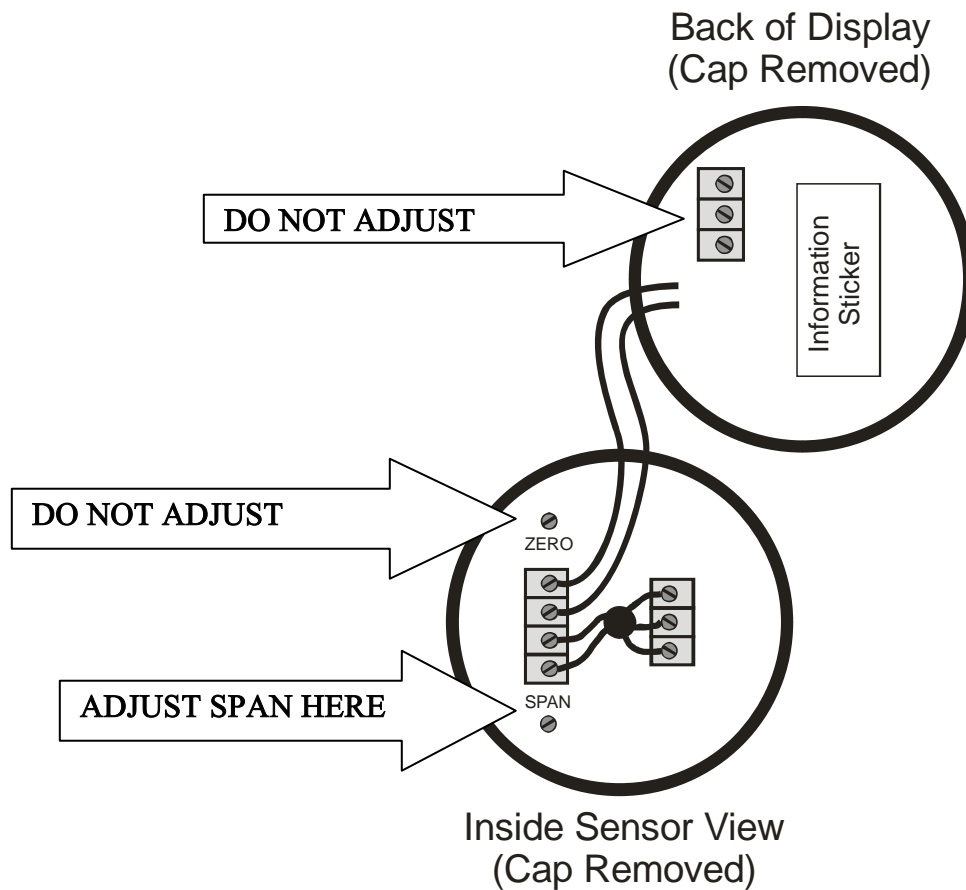 Back of Display
(Cap Removed)
DO NOT ADJUST
Information
Sticker
DO NOT ADJUST
ZERO
ADJUST SPAN HERE
SPAN
Inside Sensor View
(Cap Removed)